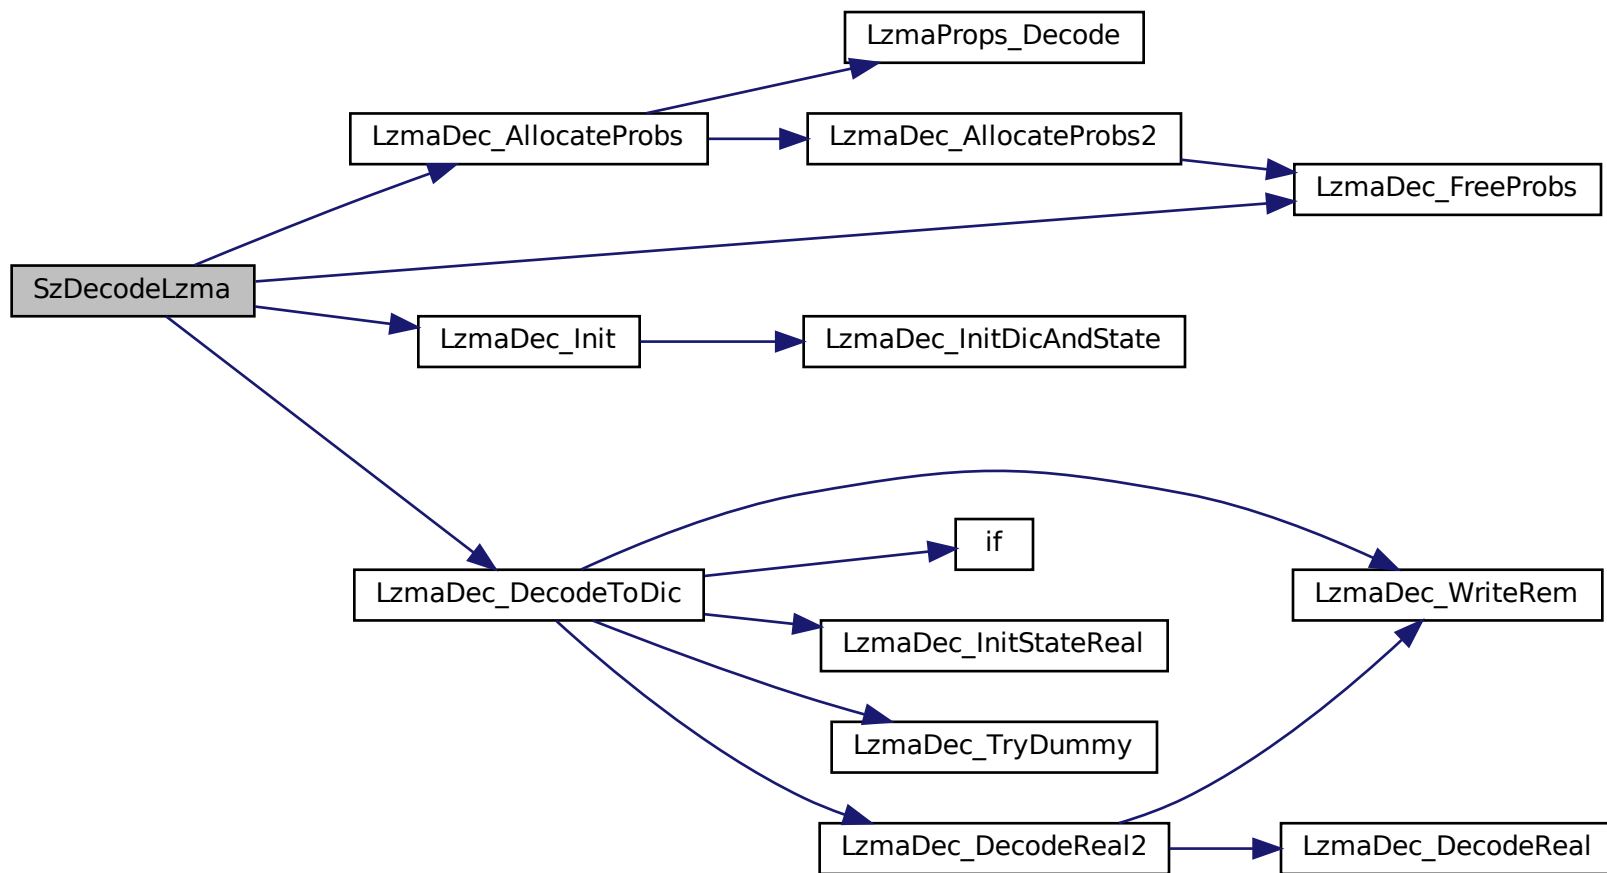 LzmaProps_Decode
LzmaDec_AllocateProbs
LzmaDec_AllocateProbs2
LzmaDec_FreeProbs
SzDecodeLzma
LzmaDec_Init
LzmaDec_InitDicAndState
if
LzmaDec_DecodeToDic
LzmaDec_WriteRem
LzmaDec_InitStateReal
LzmaDec_TryDummy
LzmaDec_DecodeReal2
LzmaDec_DecodeReal